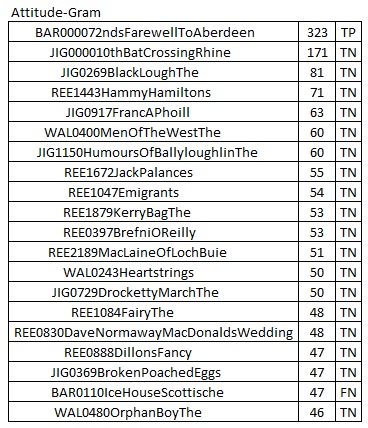 Attitude-Gram
BAR000072ndsFarewellToAberdeen 323 TP
JIG000010thBatCrossingRhine 171 TN
JIG0269BlackLoughThe 81 TN
REE1443HammyHamiltons 71 TN
JIG0917FrancAPhoill 63 TN
WAL0400MenOfTheWestThe 60 TN
JIG1150HumoursOfBallyloughlinThe 60 TN
REE1672JackPalances 55 TN
REE1047Emigrants 54 TN
REE1879KerryBagThe 53 TN
REE0397BrefniOReilly 53 TN
REE2189MacLaineOfLochBuie 51 TN
WAL0243Heartstrings 50 TN
JIG0729DrockettyMarchThe 50 TN
REE1084FairyThe 48 TN
REE0830DaveNormawayMacDonaldsWedding 48 TN
REE0888DillonsFancy 47 TN
JIG0369BrokenPoachedEggs 47 TN
BAR0110IceHouseScottische 47 FN
WAL0480OrphanBoyThe 46 TN